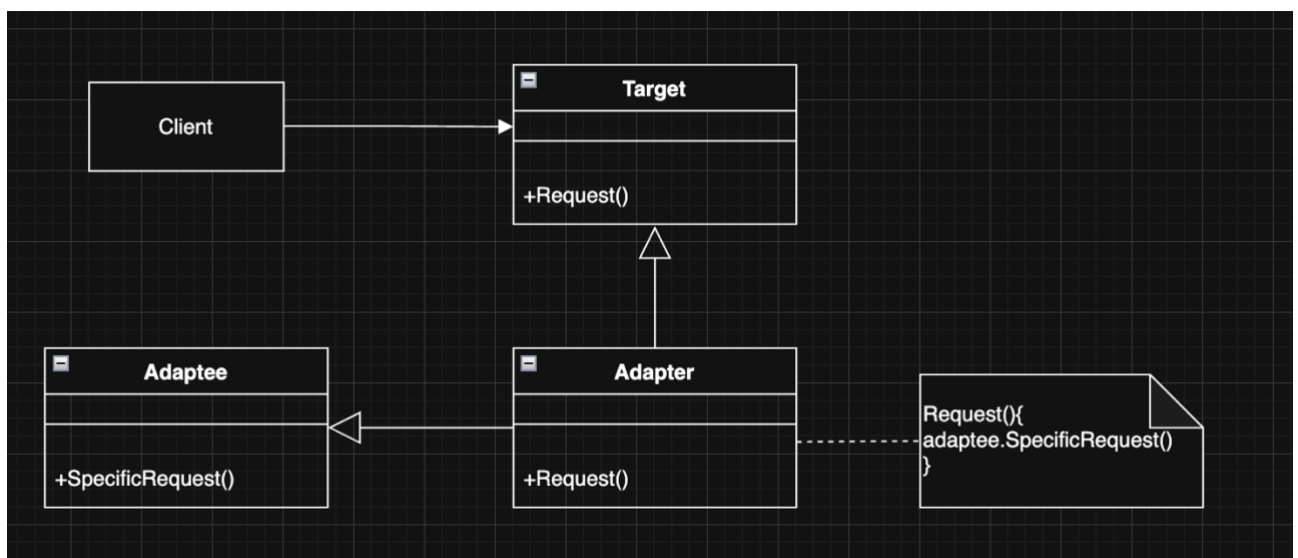 Client
Target
+Request()
Adaptee
+SpecificRequest()
Adapter
+Request()
Request(){
adaptee.SpecificRequest()
}